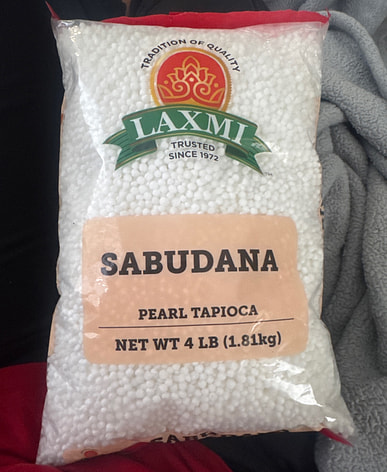 TRADITION OF QUALITY
LAXMI
TRUSTED
SINCE 1972
SABUDANA
PEARL TAPIOCA
NET WT 4 LB (1.81kg)